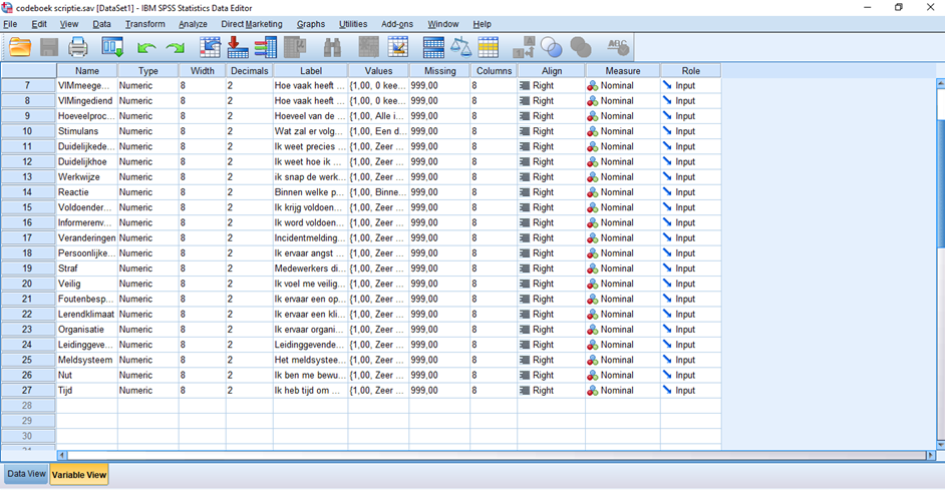 codeboek scriptie.sav [DataSet1] - IBM SPSS Statistics Data Editor
File Edit View Data Transform Analyze Direct Marketing Graphs Utilities Add-ons Window Help
Name Type Width Decimals Label Values Missing Columns Align Measure Role
7 VIMmeege... Numeric 8 2 Hoe vaak heeft ... {1,00, 0 kee... 999,00 8 Right Nominal Input
8 VIMingediend Numeric 8 2 Hoe vaak heeft ... {1,00, 0 kee... 999,00 8 Right Nominal Input
9 Hoeveelproc... Numeric 8 2 Hoeveel van de ... {1,00, Alle i... 999,00 8 Right Nominal Input
10 Stimulans Numeric 8 2 Wat zal er volg... {1,00, Een d... 999,00 8 Right Nominal Input
11 Duidelijkede... Numeric 8 2 Ik weet precies ... {1,00, Zeer ... 999,00 8 Right Nominal Input
12 Duidelijkhoe Numeric 8 2 Ik weet hoe ik ... {1,00, Zeer ... 999,00 8 Right Nominal Input
13 Werkwijze Numeric 8 2 ik snap de werk... {1,00, Zeer ... 999,00 8 Right Nominal Input
14 Reactie Numeric 8 2 Binnen welke p... {1,00, Binne... 999,00 8 Right Nominal Input
15 Voldoender... Numeric 8 2 Ik krijg voldoen... {1,00, Zeer ... 999,00 8 Right Nominal Input
16 Informerenv... Numeric 8 2 Ik word voldoen... {1,00, Zeer ... 999,00 8 Right Nominal Input
17 Veranderingen Numeric 8 2 Incidentmelding... {1,00, Zeer ... 999,00 8 Right Nominal Input
18 Persoonlijke... Numeric 8 2 Ik ervaar angst ... {1,00, Zeer ... 999,00 8 Right Nominal Input
19 Straf Numeric 8 2 Medewerkers di... {1,00, Zeer ... 999,00 8 Right Nominal Input
20 Veilig Numeric 8 2 Ik voel me veilig... {1,00, Zeer ... 999,00 8 Right Nominal Input
21 Foutenbesp... Numeric 8 2 Ik ervaar een op... {1,00, Zeer ... 999,00 8 Right Nominal Input
22 Lerendklimaat Numeric 8 2 Ik ervaar een kli... {1,00, Zeer ... 999,00 8 Right Nominal Input
23 Organisatie Numeric 8 2 Ik ervaar organi... {1,00, Zeer ... 999,00 8 Right Nominal Input
24 Leidinggeve... Numeric 8 2 Leidinggevende... {1,00, Zeer ... 999,00 8 Right Nominal Input
25 Meldsysteem Numeric 8 2 Het meldsystee... {1,00, Zeer ... 999,00 8 Right Nominal Input
26 Nut Numeric 8 2 Ik ben me bewu... {1,00, Zeer ... 999,00 8 Right Nominal Input
27 Tijd Numeric 8 2 Ik heb tijd om ... {1,00, Zeer ... 999,00 8 Right Nominal Input
28
29
30
Data View Variable View